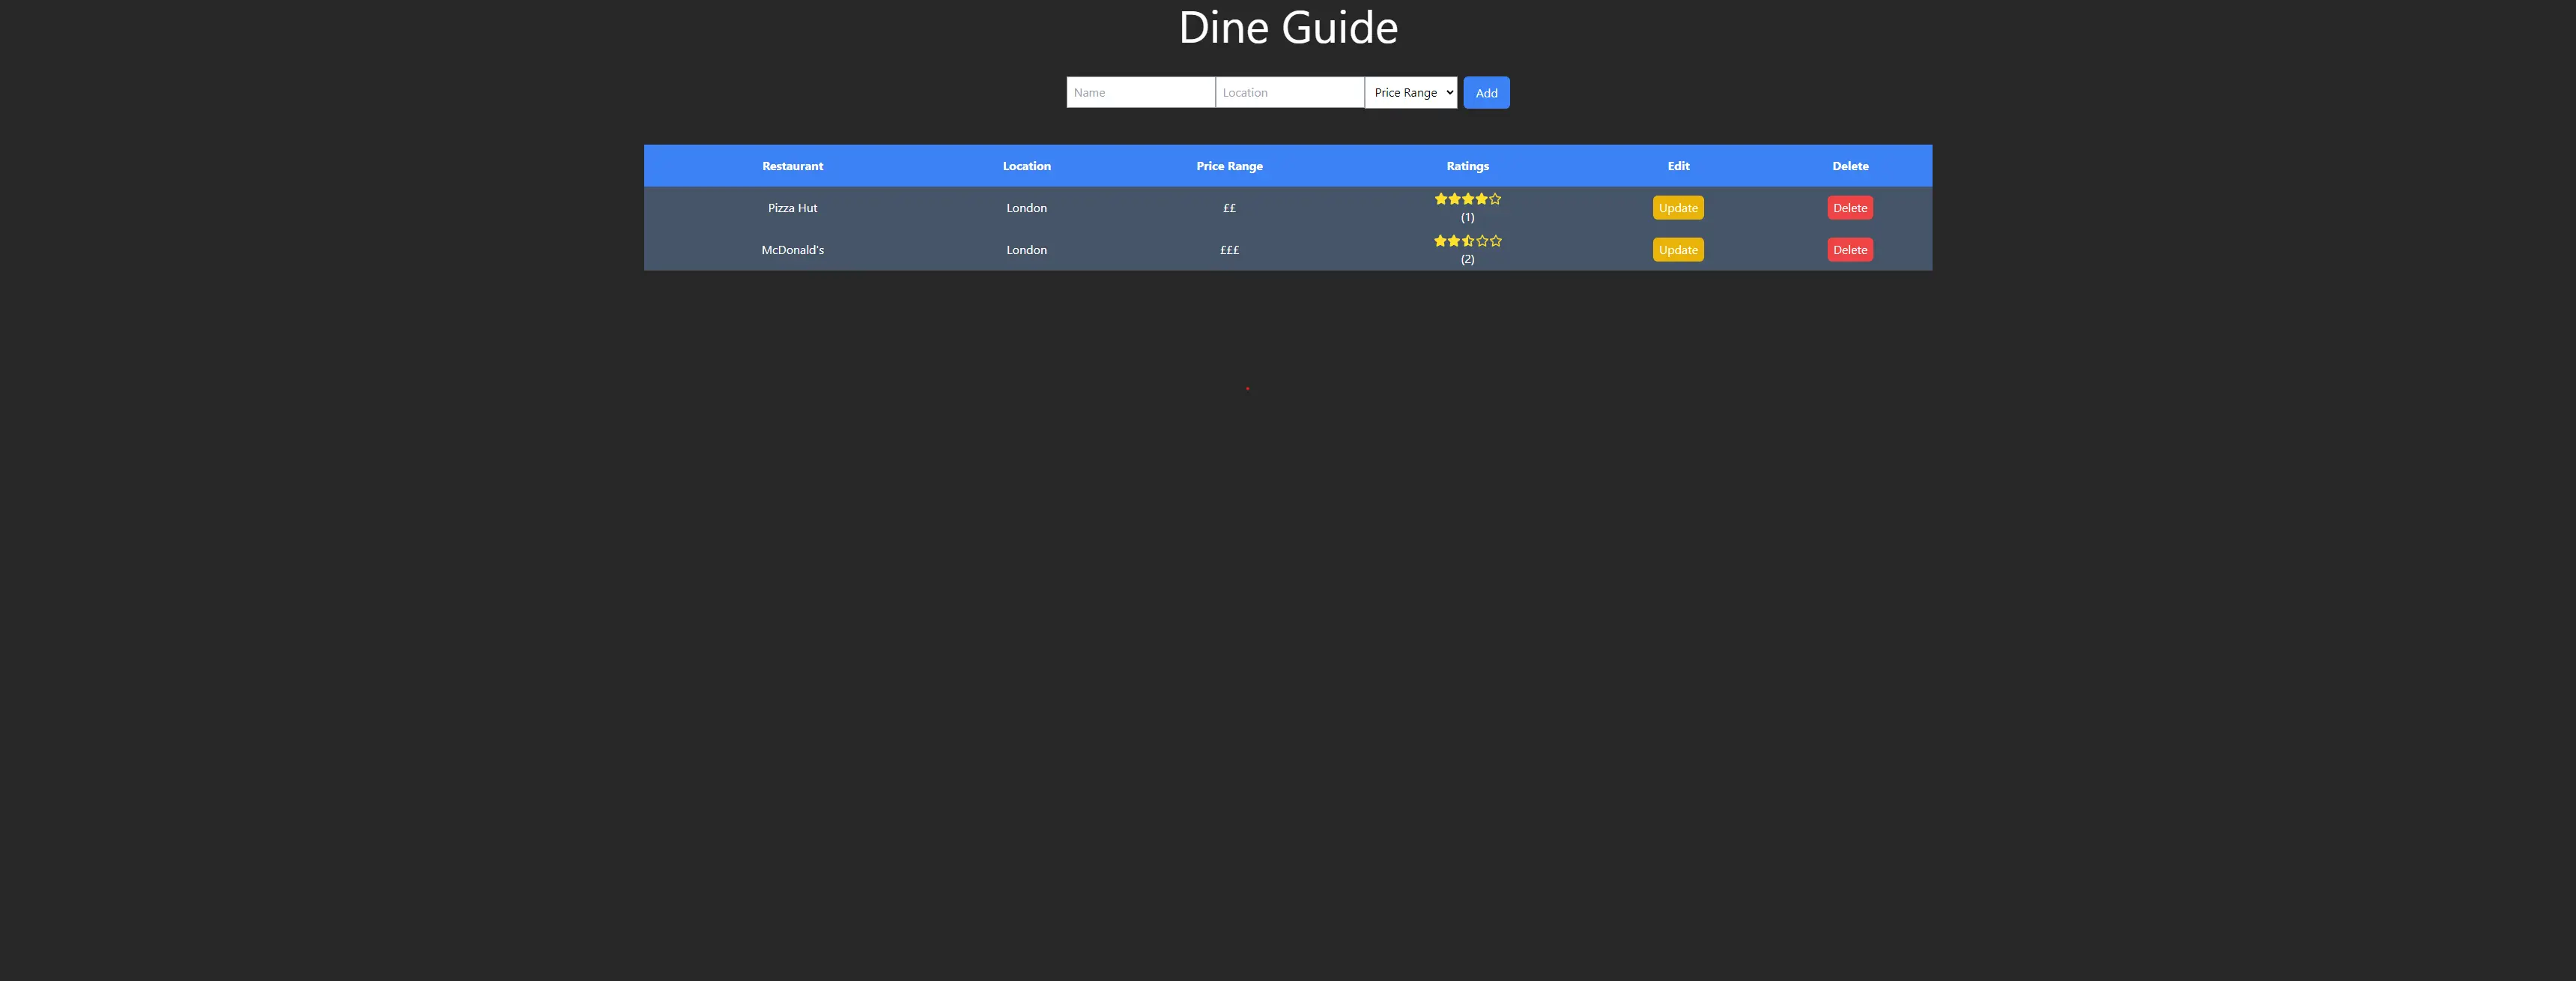 Dine Guide
Name Location Price Range Add
Restaurant Location Price Range Ratings Edit Delete
Pizza Hut London ££ (1) Update Delete
McDonald's London £££ (2) Update Delete